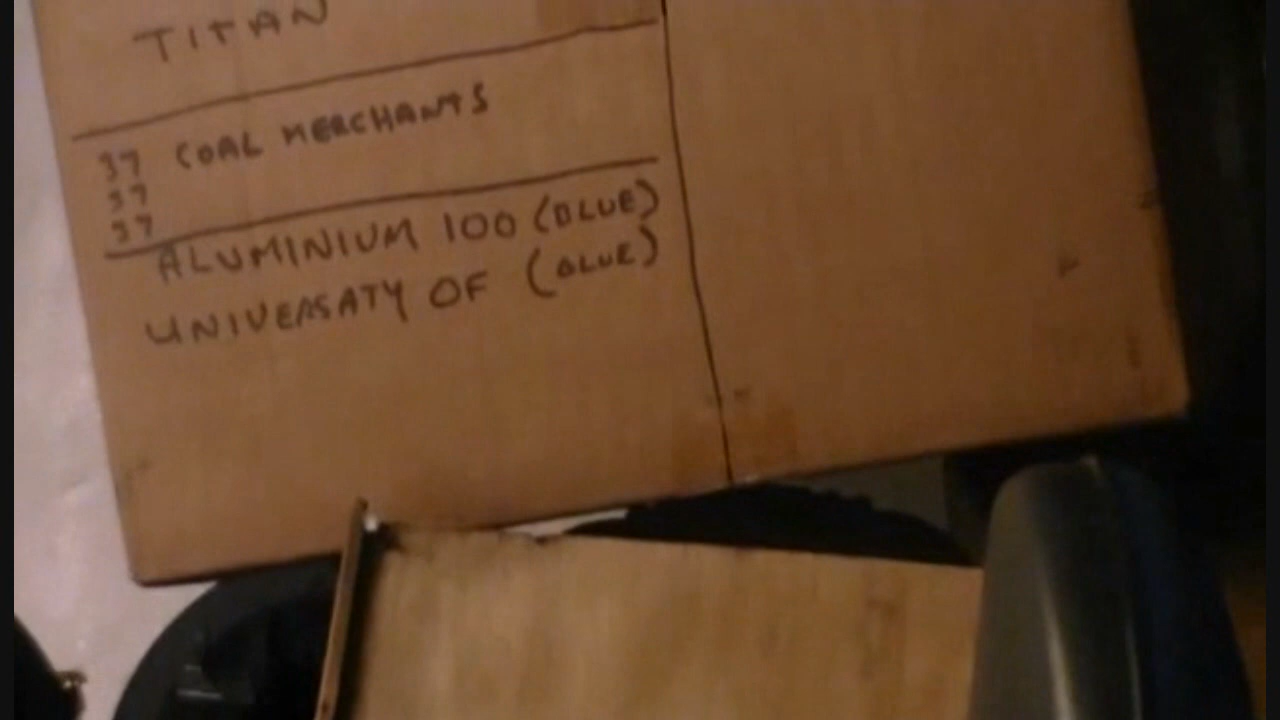 TITAN
37 COAL MERCHANTS
37
37
ALUMINIUM 100 (BLUE)
UNIVERSATY OF (BLUE)